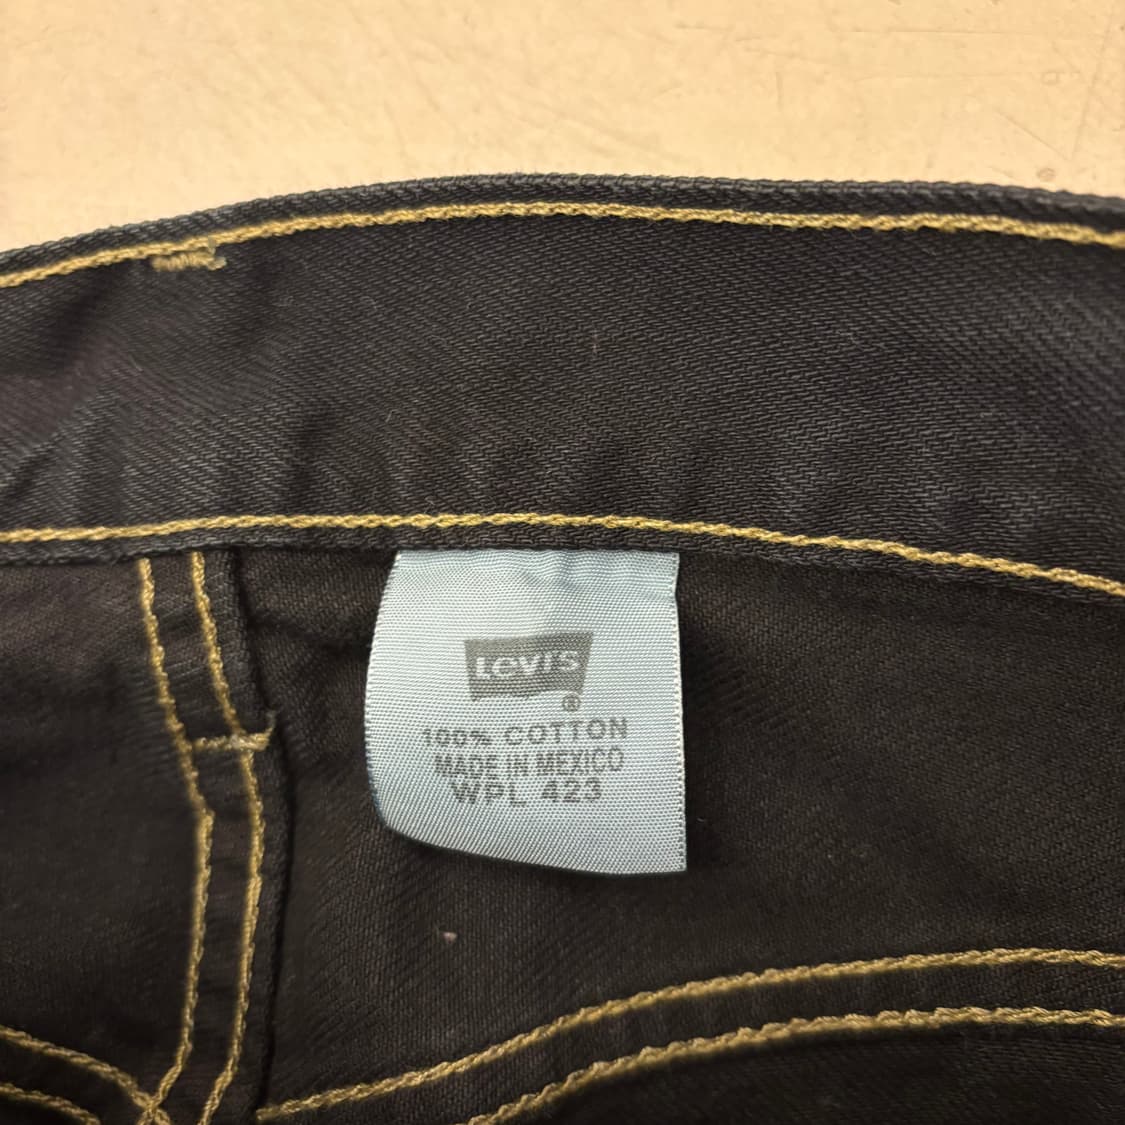 Levi's
®
100% COTTON
MADE IN MEXICO
WPL 423